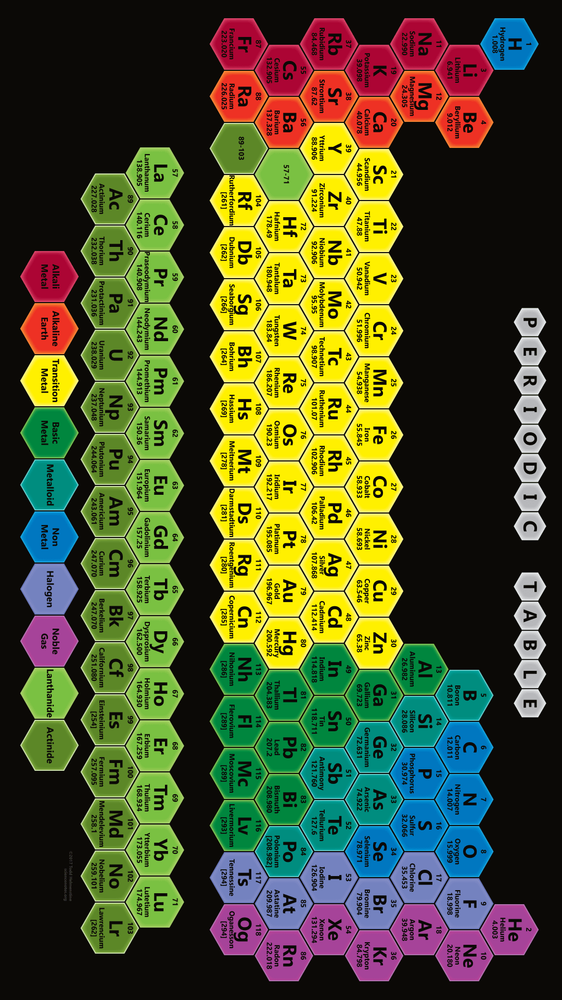 PERIODIC TABLE
1
H
Hydrogen
1.008
2
He
Helium
4.003
3
Li
Lithium
6.941
4
Be
Beryllium
9.012
5
B
Boron
10.811
6
C
Carbon
12.011
7
N
Nitrogen
14.007
8
O
Oxygen
15.999
9
F
Fluorine
18.998
10
Ne
Neon
20.180
11
Na
Sodium
22.990
12
Mg
Magnesium
24.305
13
Al
Aluminum
26.982
14
Si
Silicon
28.086
15
P
Phosphorus
30.974
16
S
Sulfur
32.066
17
Cl
Chlorine
35.453
18
Ar
Argon
39.948
19
K
Potassium
39.098
20
Ca
Calcium
40.078
21
Sc
Scandium
44.956
22
Ti
Titanium
47.88
23
V
Vanadium
50.942
24
Cr
Chromium
51.996
25
Mn
Manganese
54.938
26
Fe
Iron
55.845
27
Co
Cobalt
58.933
28
Ni
Nickel
58.693
29
Cu
Copper
63.546
30
Zn
Zinc
65.38
31
Ga
Gallium
69.723
32
Ge
Germanium
72.631
33
As
Arsenic
74.922
34
Se
Selenium
78.971
35
Br
Bromine
79.904
36
Kr
Krypton
84.798
37
Rb
Rubidium
84.468
38
Sr
Strontium
87.62
39
Y
Yttrium
88.906
40
Zr
Zirconium
91.224
41
Nb
Niobium
92.906
42
Mo
Molybdenum
95.95
43
Tc
Technetium
98.907
44
Ru
Ruthenium
101.07
45
Rh
Rhodium
102.906
46
Pd
Palladium
106.42
47
Ag
Silver
107.868
48
Cd
Cadmium
112.414
49
In
Indium
114.818
50
Sn
Tin
118.711
51
Sb
Antimony
121.760
52
Te
Tellurium
127.6
53
I
Iodine
126.904
54
Xe
Xenon
131.294
55
Cs
Cesium
132.905
56
Ba
Barium
137.328
57-71
72
Hf
Hafnium
178.49
73
Ta
Tantalum
180.948
74
W
Tungsten
183.84
75
Re
Rhenium
186.207
76
Os
Osmium
190.23
77
Ir
Iridium
192.217
78
Pt
Platinum
195.085
79
Au
Gold
196.967
80
Hg
Mercury
200.592
81
Tl
Thallium
204.383
82
Pb
Lead
207.2
83
Bi
Bismuth
208.980
84
Po
Polonium
[208.982]
85
At
Astatine
209.987
86
Rn
Radon
222.018
87
Fr
Francium
223.020
88
Ra
Radium
226.025
89-103
104
Rf
Rutherfordium
[261]
105
Db
Dubnium
[262]
106
Sg
Seaborgium
[266]
107
Bh
Bohrium
[264]
108
Hs
Hassium
[269]
109
Mt
Meitnerium
[278]
110
Ds
Darmstadtium
[281]
111
Rg
Roentgenium
[280]
112
Cn
Copernicium
[285]
113
Nh
Nihonium
[286]
114
Fl
Flerovium
[289]
115
Mc
Moscovium
[289]
116
Lv
Livermorium
[293]
117
Ts
Tennessine
[294]
118
Og
Oganesson
[294]
57
La
Lanthanum
138.905
58
Ce
Cerium
140.116
59
Pr
Praseodymium
140.908
60
Nd
Neodymium
144.243
61
Pm
Promethium
144.913
62
Sm
Samarium
150.36
63
Eu
Europium
151.964
64
Gd
Gadolinium
157.25
65
Tb
Terbium
158.925
66
Dy
Dysprosium
162.500
67
Ho
Holmium
164.930
68
Er
Erbium
167.259
69
Tm
Thulium
168.934
70
Yb
Ytterbium
173.055
71
Lu
Lutetium
174.967
89
Ac
Actinium
227.028
90
Th
Thorium
232.038
91
Pa
Protactinium
231.036
92
U
Uranium
238.029
93
Np
Neptunium
237.048
94
Pu
Plutonium
244.064
95
Am
Americium
243.061
96
Cm
Curium
247.070
97
Bk
Berkelium
247.070
98
Cf
Californium
251.080
99
Es
Einsteinium
[254]
100
Fm
Fermium
257.095
101
Md
Mendelevium
258.1
102
No
Nobelium
259.101
103
Lr
Lawrencium
[262]
©2017 Todd Helmenstine
sciencenotes.org
Alkali
Metal
Alkaline
Earth
Transition
Metal
Basic
Metal
Metalloid
Non
Metal
Halogen
Noble
Gas
Lanthanide
Actinide